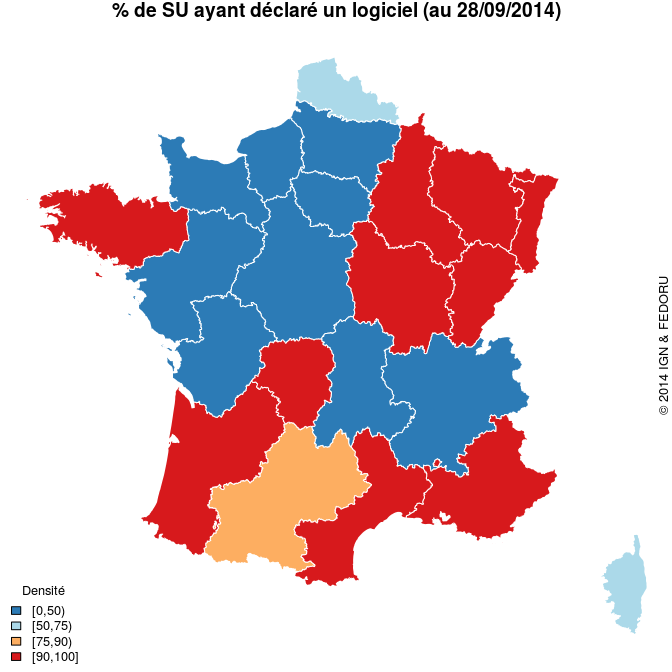 % de SU ayant déclaré un logiciel (au 28/09/2014)
© 2014 IGN & FEDORU
Densité
[0,50)
[50,75)
[75,90)
[90,100]